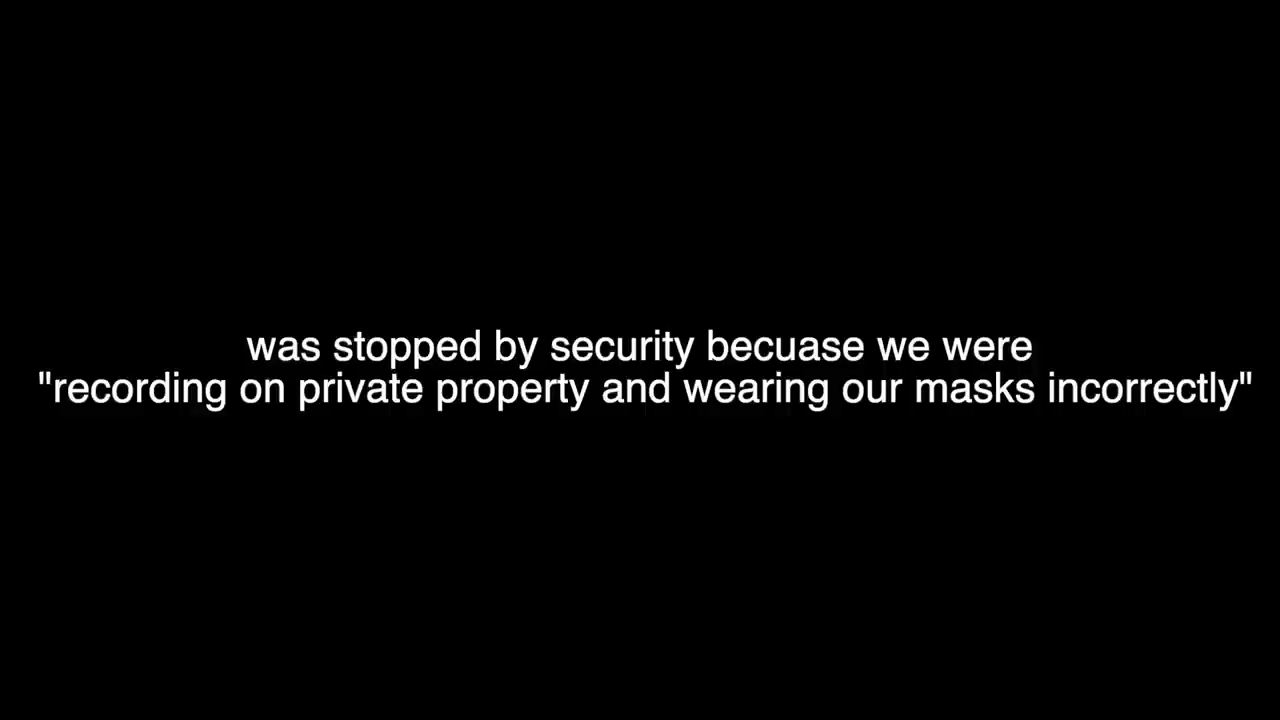 was stopped by security becuase we were
"recording on private property and wearing our masks incorrectly"